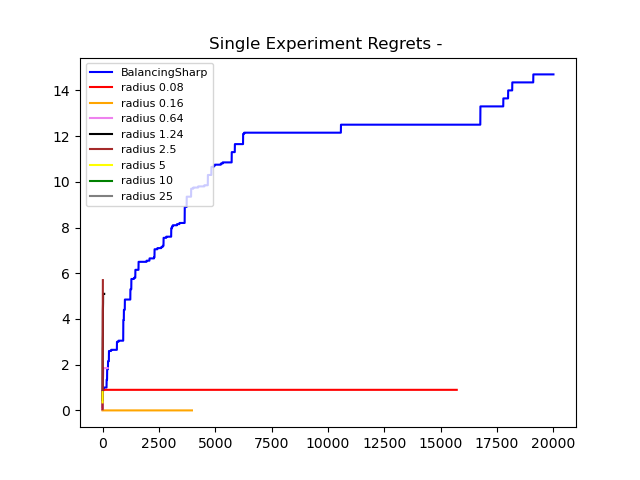 Single Experiment Regrets -
BalancingSharp
radius 0.08
radius 0.16
radius 0.64
radius 1.24
radius 2.5
radius 5
radius 10
radius 25
14
12
10
8
6
4
2
0
0 2500 5000 7500 10000 12500 15000 17500 20000